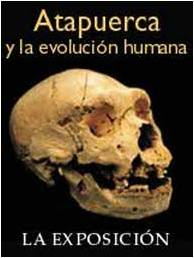 Atapuerca
y la evolución humana
LA EXPOSICIÓN